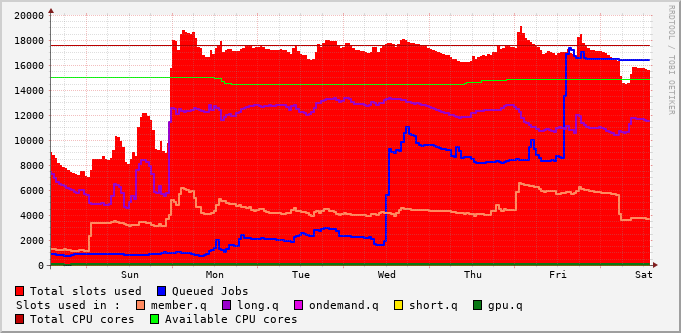 20000
18000
16000
14000
12000
10000
8000
6000
4000
2000
0
Sun Mon Tue Wed Thu Fri Sat
RRDTOOL / TOBI OETIKER
Total slots used Queued Jobs
Slots used in : member.q long.q ondemand.q short.q gpu.q
Total CPU cores Available CPU cores